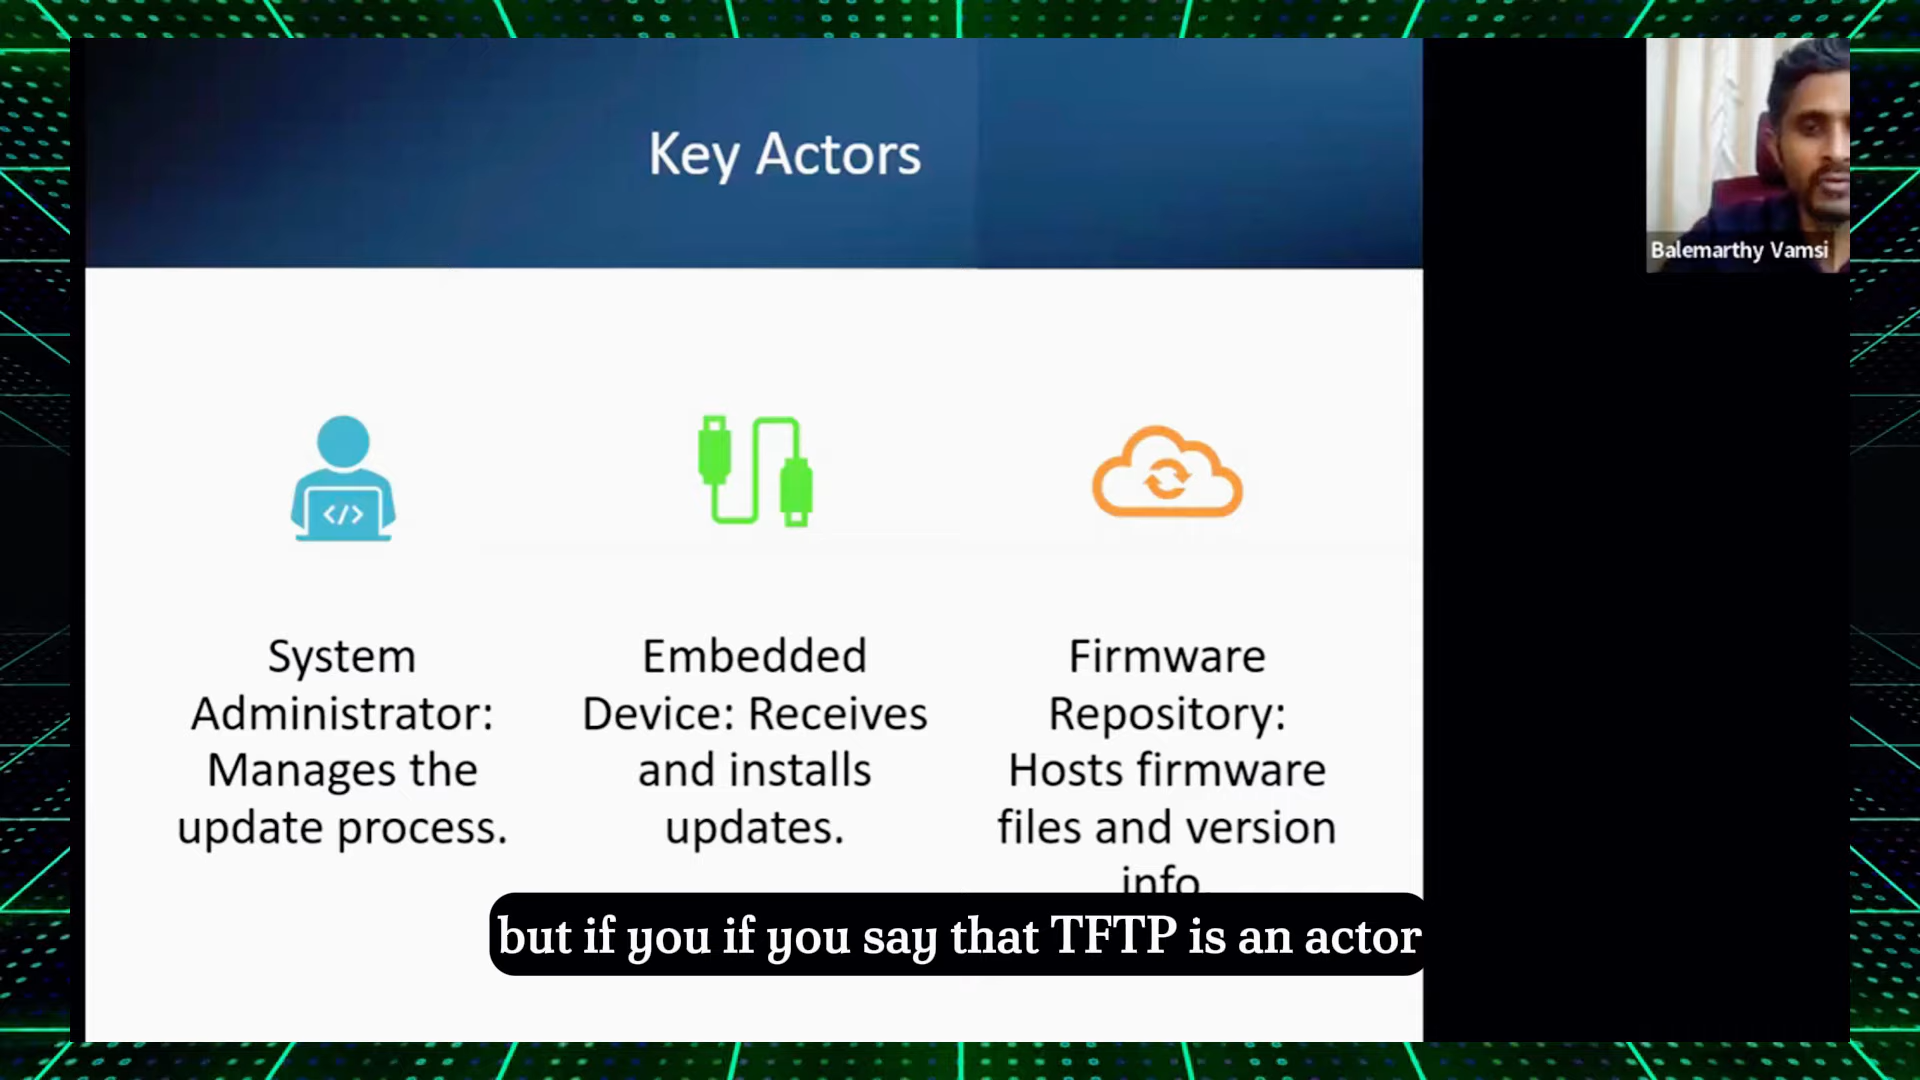 Key Actors
Balemarthy Vamsi
</>
System
Administrator:
Manages the
update process.
Embedded
Device: Receives
and installs
updates.
Firmware
Repository:
Hosts firmware
files and version
info.
but if you if you say that TFTP is an actor